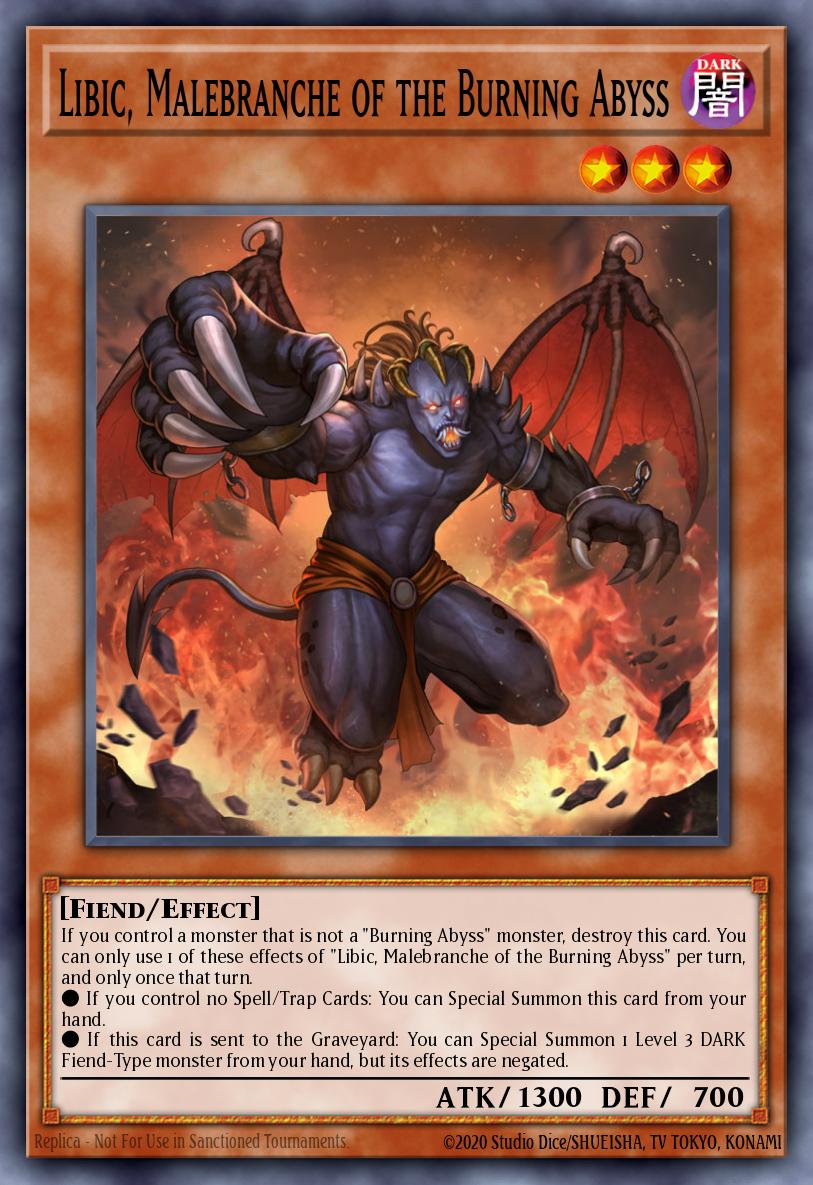 Libic, Malebranche of the Burning Abyss
DARK
闇
[Fiend/Effect]
If you control a monster that is not a "Burning Abyss" monster, destroy this card. You
can only use 1 of these effects of "Libic, Malebranche of the Burning Abyss" per turn,
and only once that turn.
● If you control no Spell/Trap Cards: You can Special Summon this card from your
hand.
● If this card is sent to the Graveyard: You can Special Summon 1 Level 3 DARK
Fiend-Type monster from your hand, but its effects are negated.
ATK/ 1300 DEF/ 700
Replica - Not For Use in Sanctioned Tournaments.
©2020 Studio Dice/SHUEISHA, TV TOKYO, KONAMI